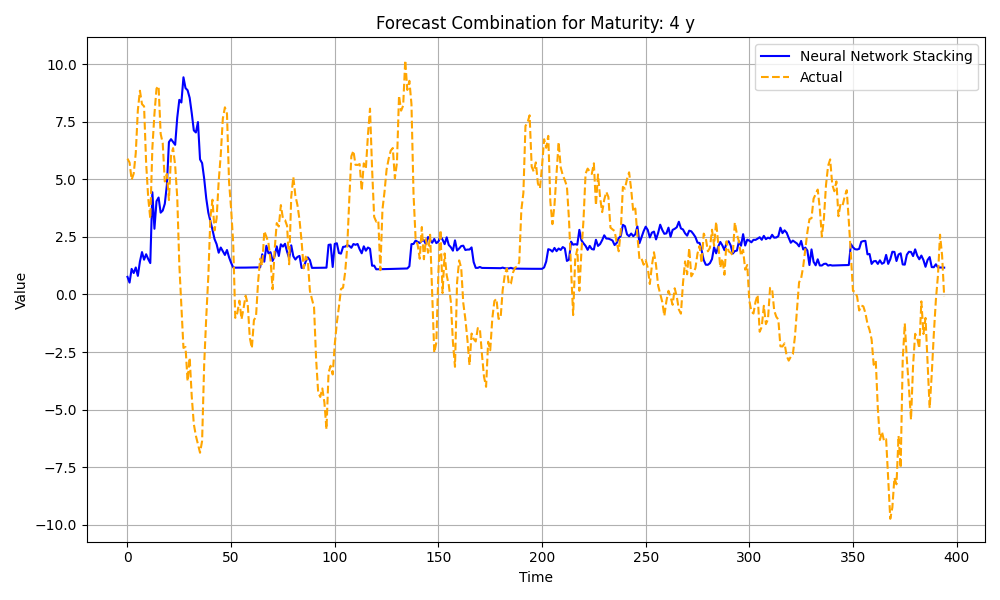 Forecast Combination for Maturity: 4 y
Neural Network Stacking
Actual
Value
10.0
7.5
5.0
2.5
0.0
−2.5
−5.0
−7.5
−10.0
0 50 100 150 200 250 300 350 400
Time